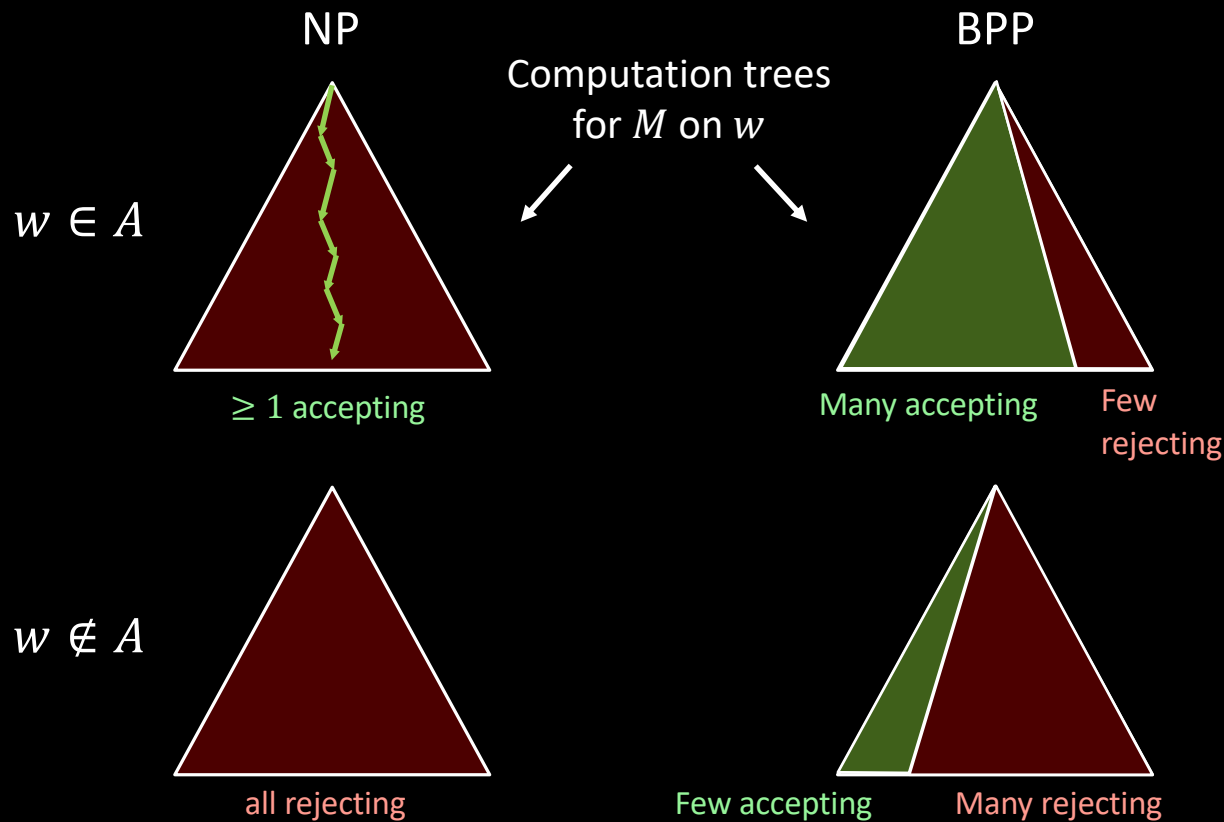 NP
BPP
Computation trees
for 𝑀 on 𝑤
𝑤 ∈ 𝐴
≥ 1 accepting
Many accepting
Few
rejecting
𝑤 ∉ 𝐴
all rejecting
Few accepting
Many rejecting